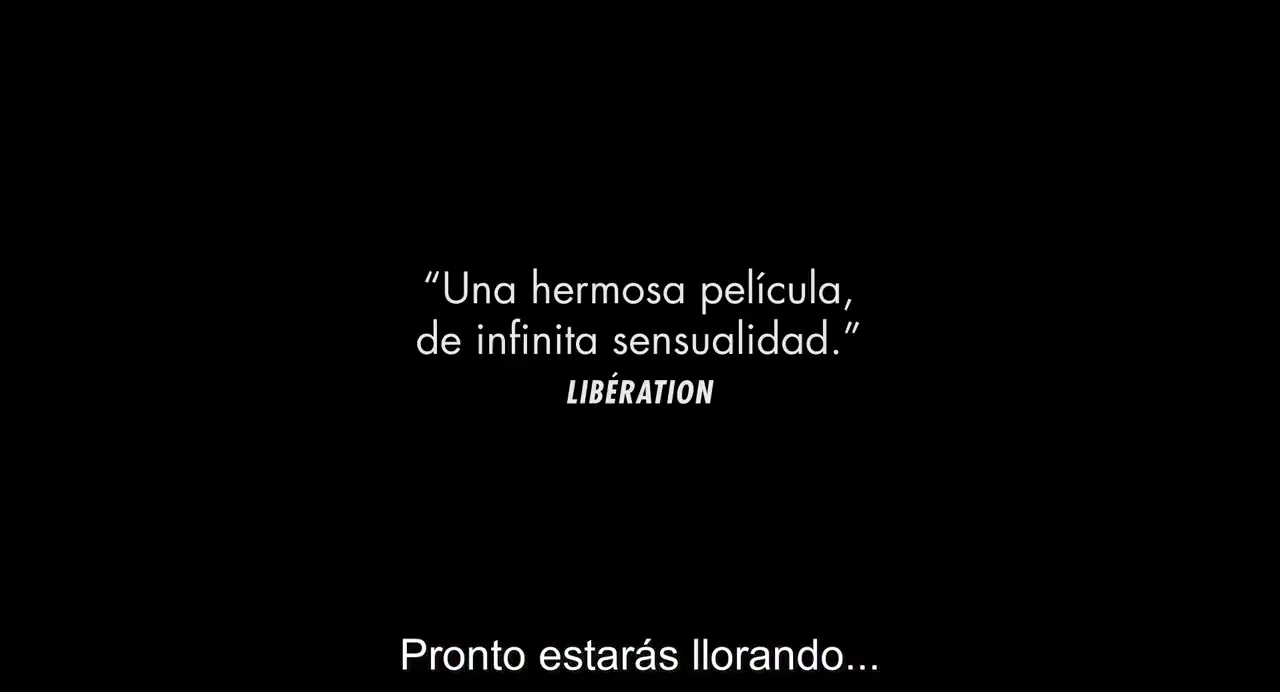 “Una hermosa película,
de infinita sensualidad.”
LIBÉRATION
Pronto estarás llorando...